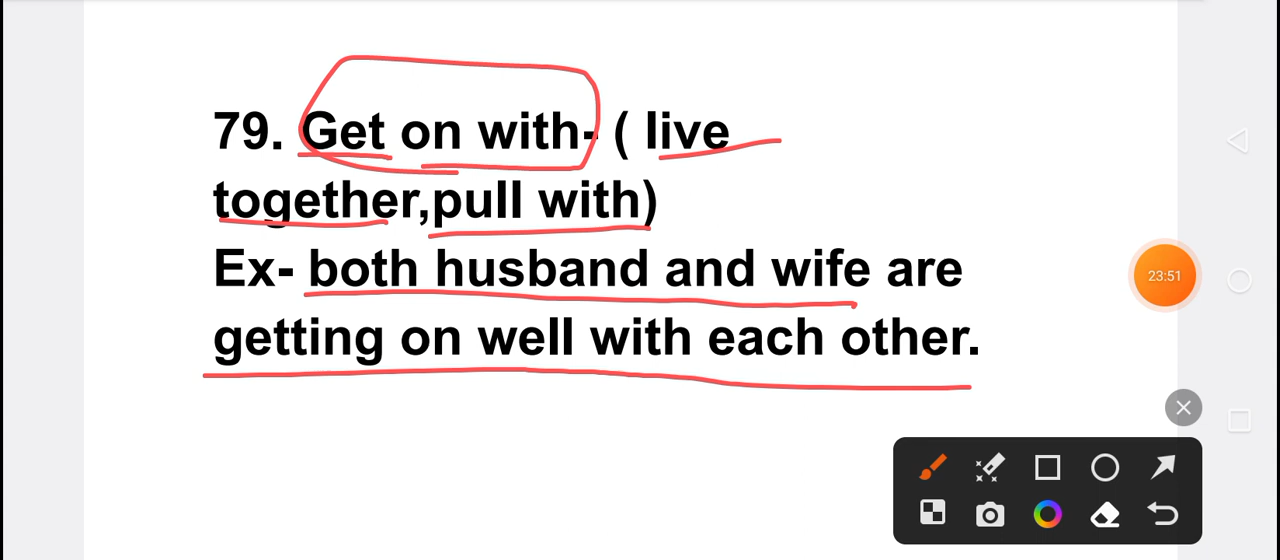 79. Get on with- ( live
together,pull with)
Ex- both husband and wife are
getting on well with each other.
23:51